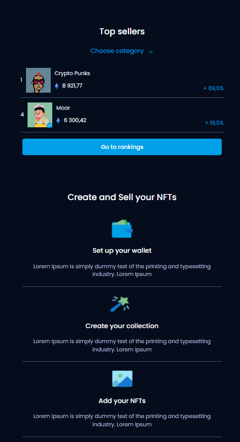 Top sellers
Choose category
1
Crypto Punks
8 921,77
+ 69,5%
4
Moar
6 300,42
+ 19,5%
Go to rankings
Create and Sell your NFTs
Set up your wallet
Lorem Ipsum is simply dummy text of the printing and typesetting
industry. Lorem Ipsum
Create your collection
Lorem Ipsum is simply dummy text of the printing and typesetting
industry. Lorem Ipsum
Add your NFTs
Lorem Ipsum is simply dummy text of the printing and typesetting
industry. Lorem Ipsum